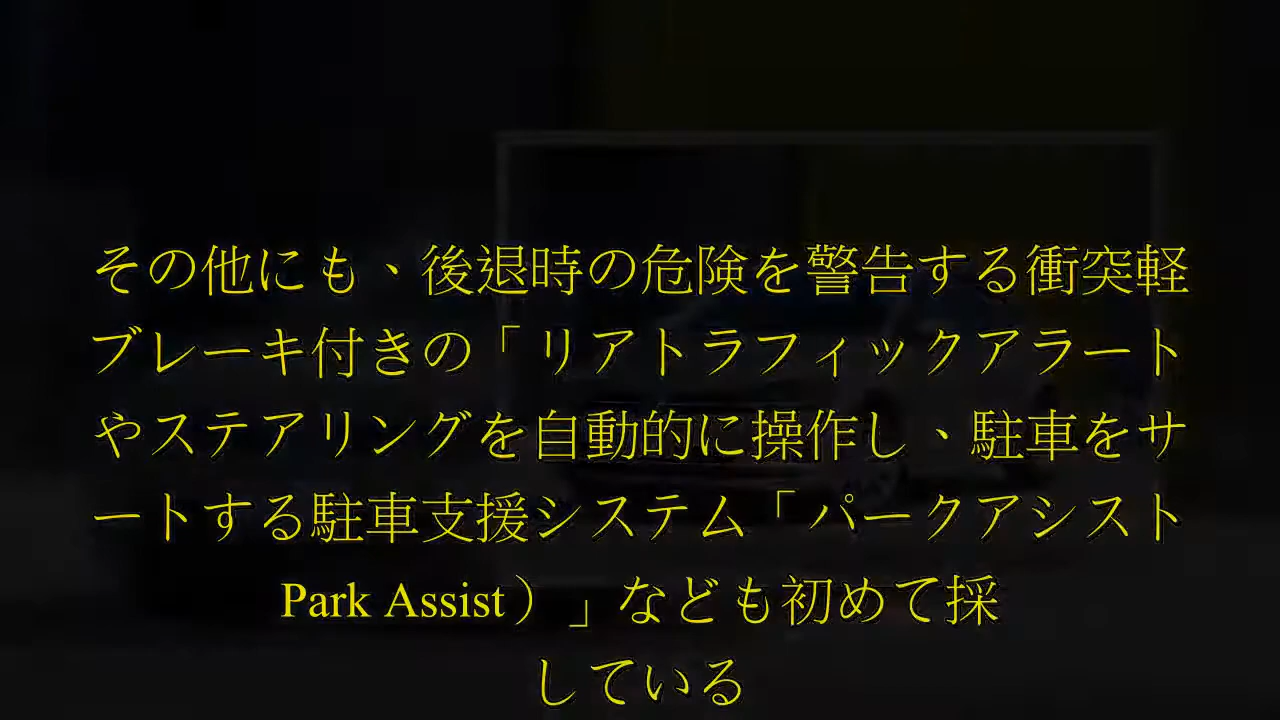 その他にも、後退時の危険を警告する衝突軽
ブレーキ付きの「リアトラフィックアラート
やステアリングを自動的に操作し、駐車をサ
ートする駐車支援システム「パークアシスト
Park Assist）」なども初めて採
している